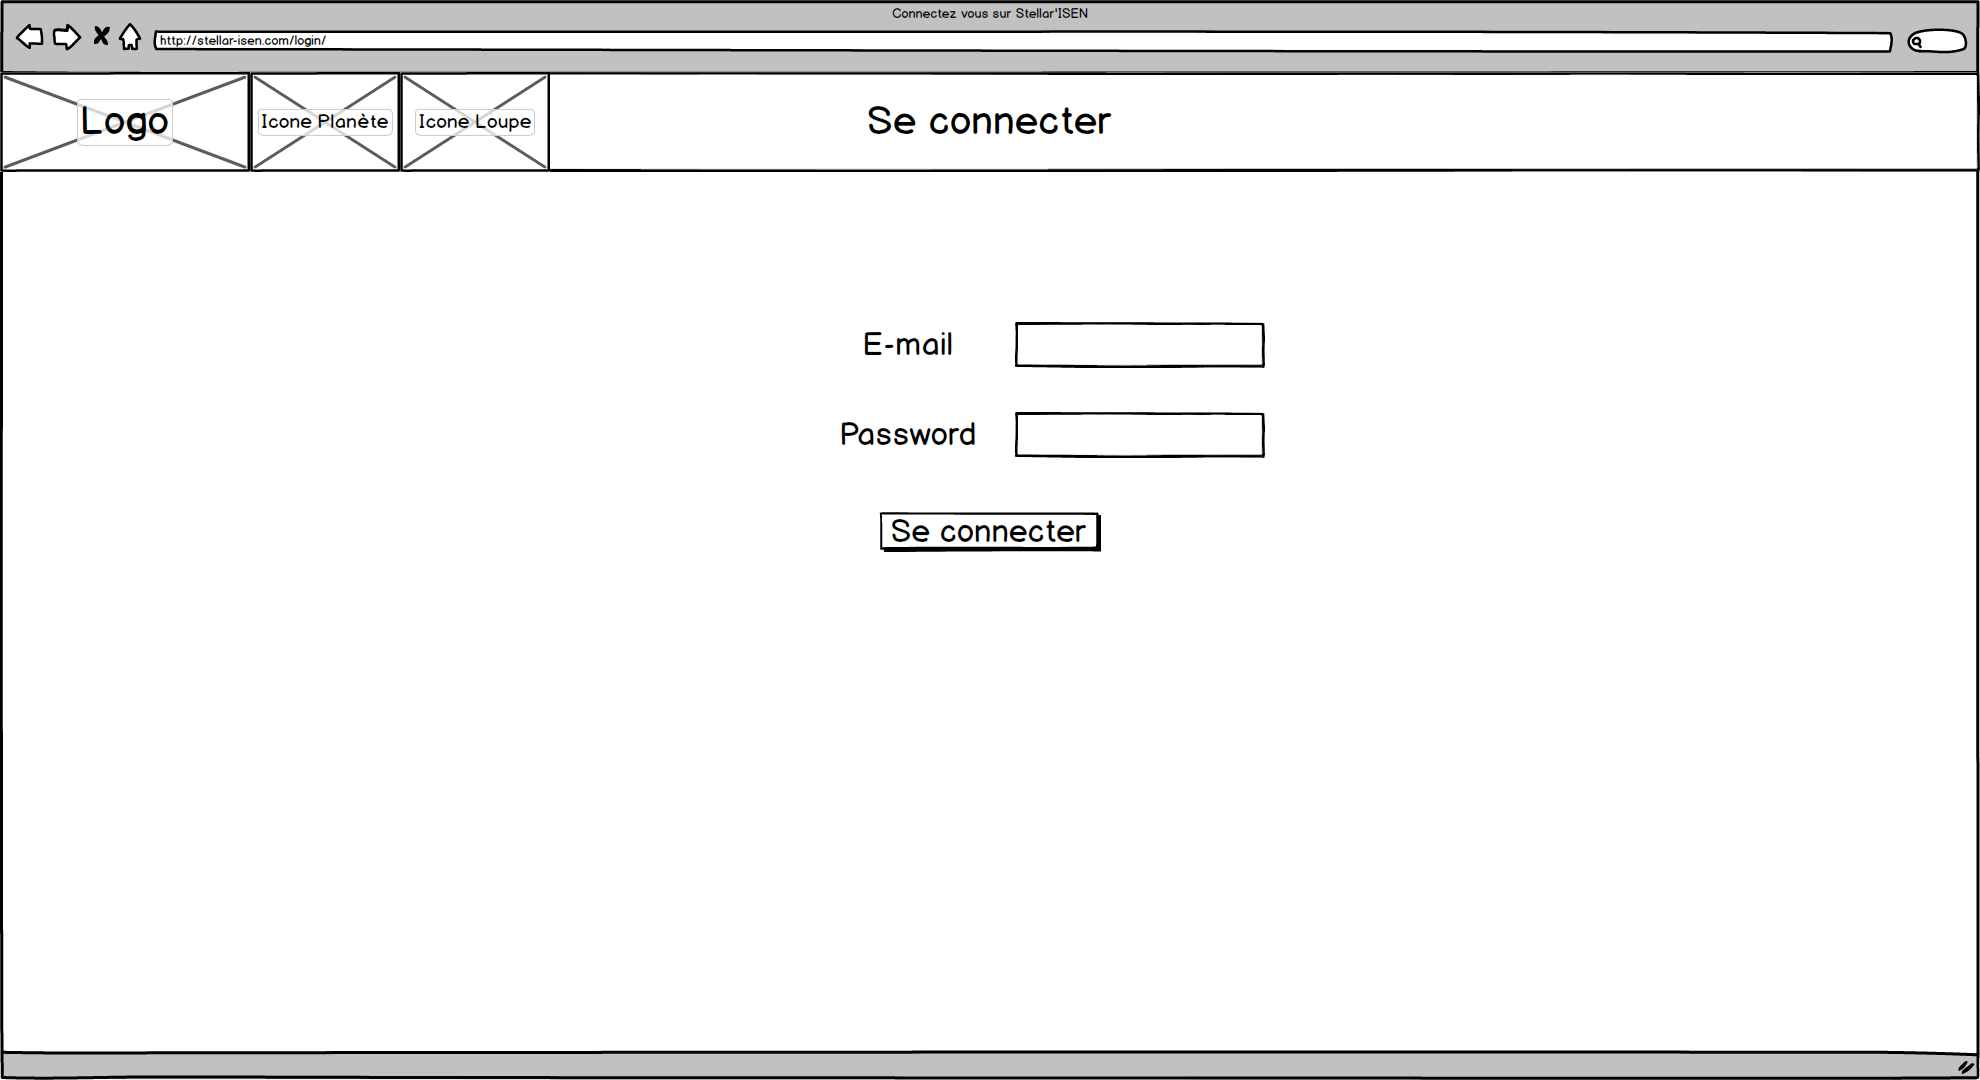 Connectez vous sur Stellar'ISEN
http://stellar-isen.com/login/
Logo
Icone Planète
Icone Loupe
Se connecter
E-mail
Password
Se connecter